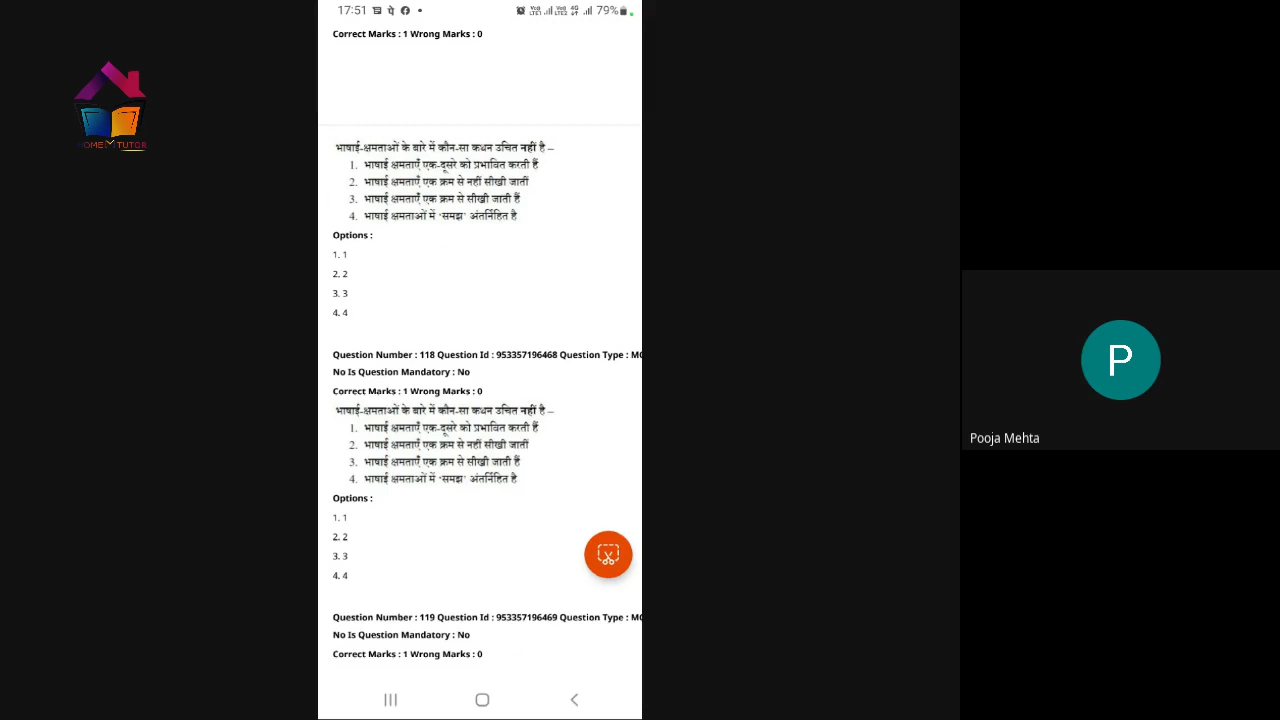 17:51
79%
Correct Marks : 1 Wrong Marks : 0
HOME TUTOR
भाषाई-क्षमताओं के बारे में कौन-सा कथन उचित नहीं है –
1. भाषाई क्षमताएँ एक-दूसरे को प्रभावित करती हैं
2. भाषाई क्षमताएँ एक क्रम से नहीं सीखी जातीं
3. भाषाई क्षमताएँ एक क्रम से सीखी जाती हैं
4. भाषाई क्षमताओं में ‘समझ’ अंतर्निहित है
Options :
1. 1
2. 2
3. 3
4. 4
Question Number : 118 Question Id : 953357196468 Question Type : MC
No Is Question Mandatory : No
Correct Marks : 1 Wrong Marks : 0
भाषाई-क्षमताओं के बारे में कौन-सा कथन उचित नहीं है –
1. भाषाई क्षमताएँ एक-दूसरे को प्रभावित करती हैं
2. भाषाई क्षमताएँ एक क्रम से नहीं सीखी जातीं
3. भाषाई क्षमताएँ एक क्रम से सीखी जाती हैं
4. भाषाई क्षमताओं में ‘समझ’ अंतर्निहित है
Options :
1. 1
2. 2
3. 3
4. 4
Question Number : 119 Question Id : 953357196469 Question Type : MC
No Is Question Mandatory : No
Correct Marks : 1 Wrong Marks : 0
P
Pooja Mehta